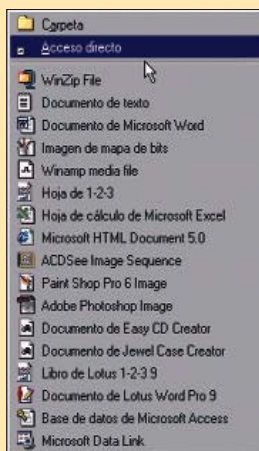 Carpeta
Acceso directo
WinZip File
Documento de texto
Documento de Microsoft Word
Imagen de mapa de bits
Winamp media file
Hoja de 1-2-3
Hoja de cálculo de Microsoft Excel
Microsoft HTML Document 5.0
ACDSee Image Sequence
Paint Shop Pro 6 Image
Adobe Photoshop Image
Documento de Easy CD Creator
Documento de Jewel Case Creator
Libro de Lotus 1-2-3 9
Documento de Lotus Word Pro 9
Base de datos de Microsoft Access
Microsoft Data Link